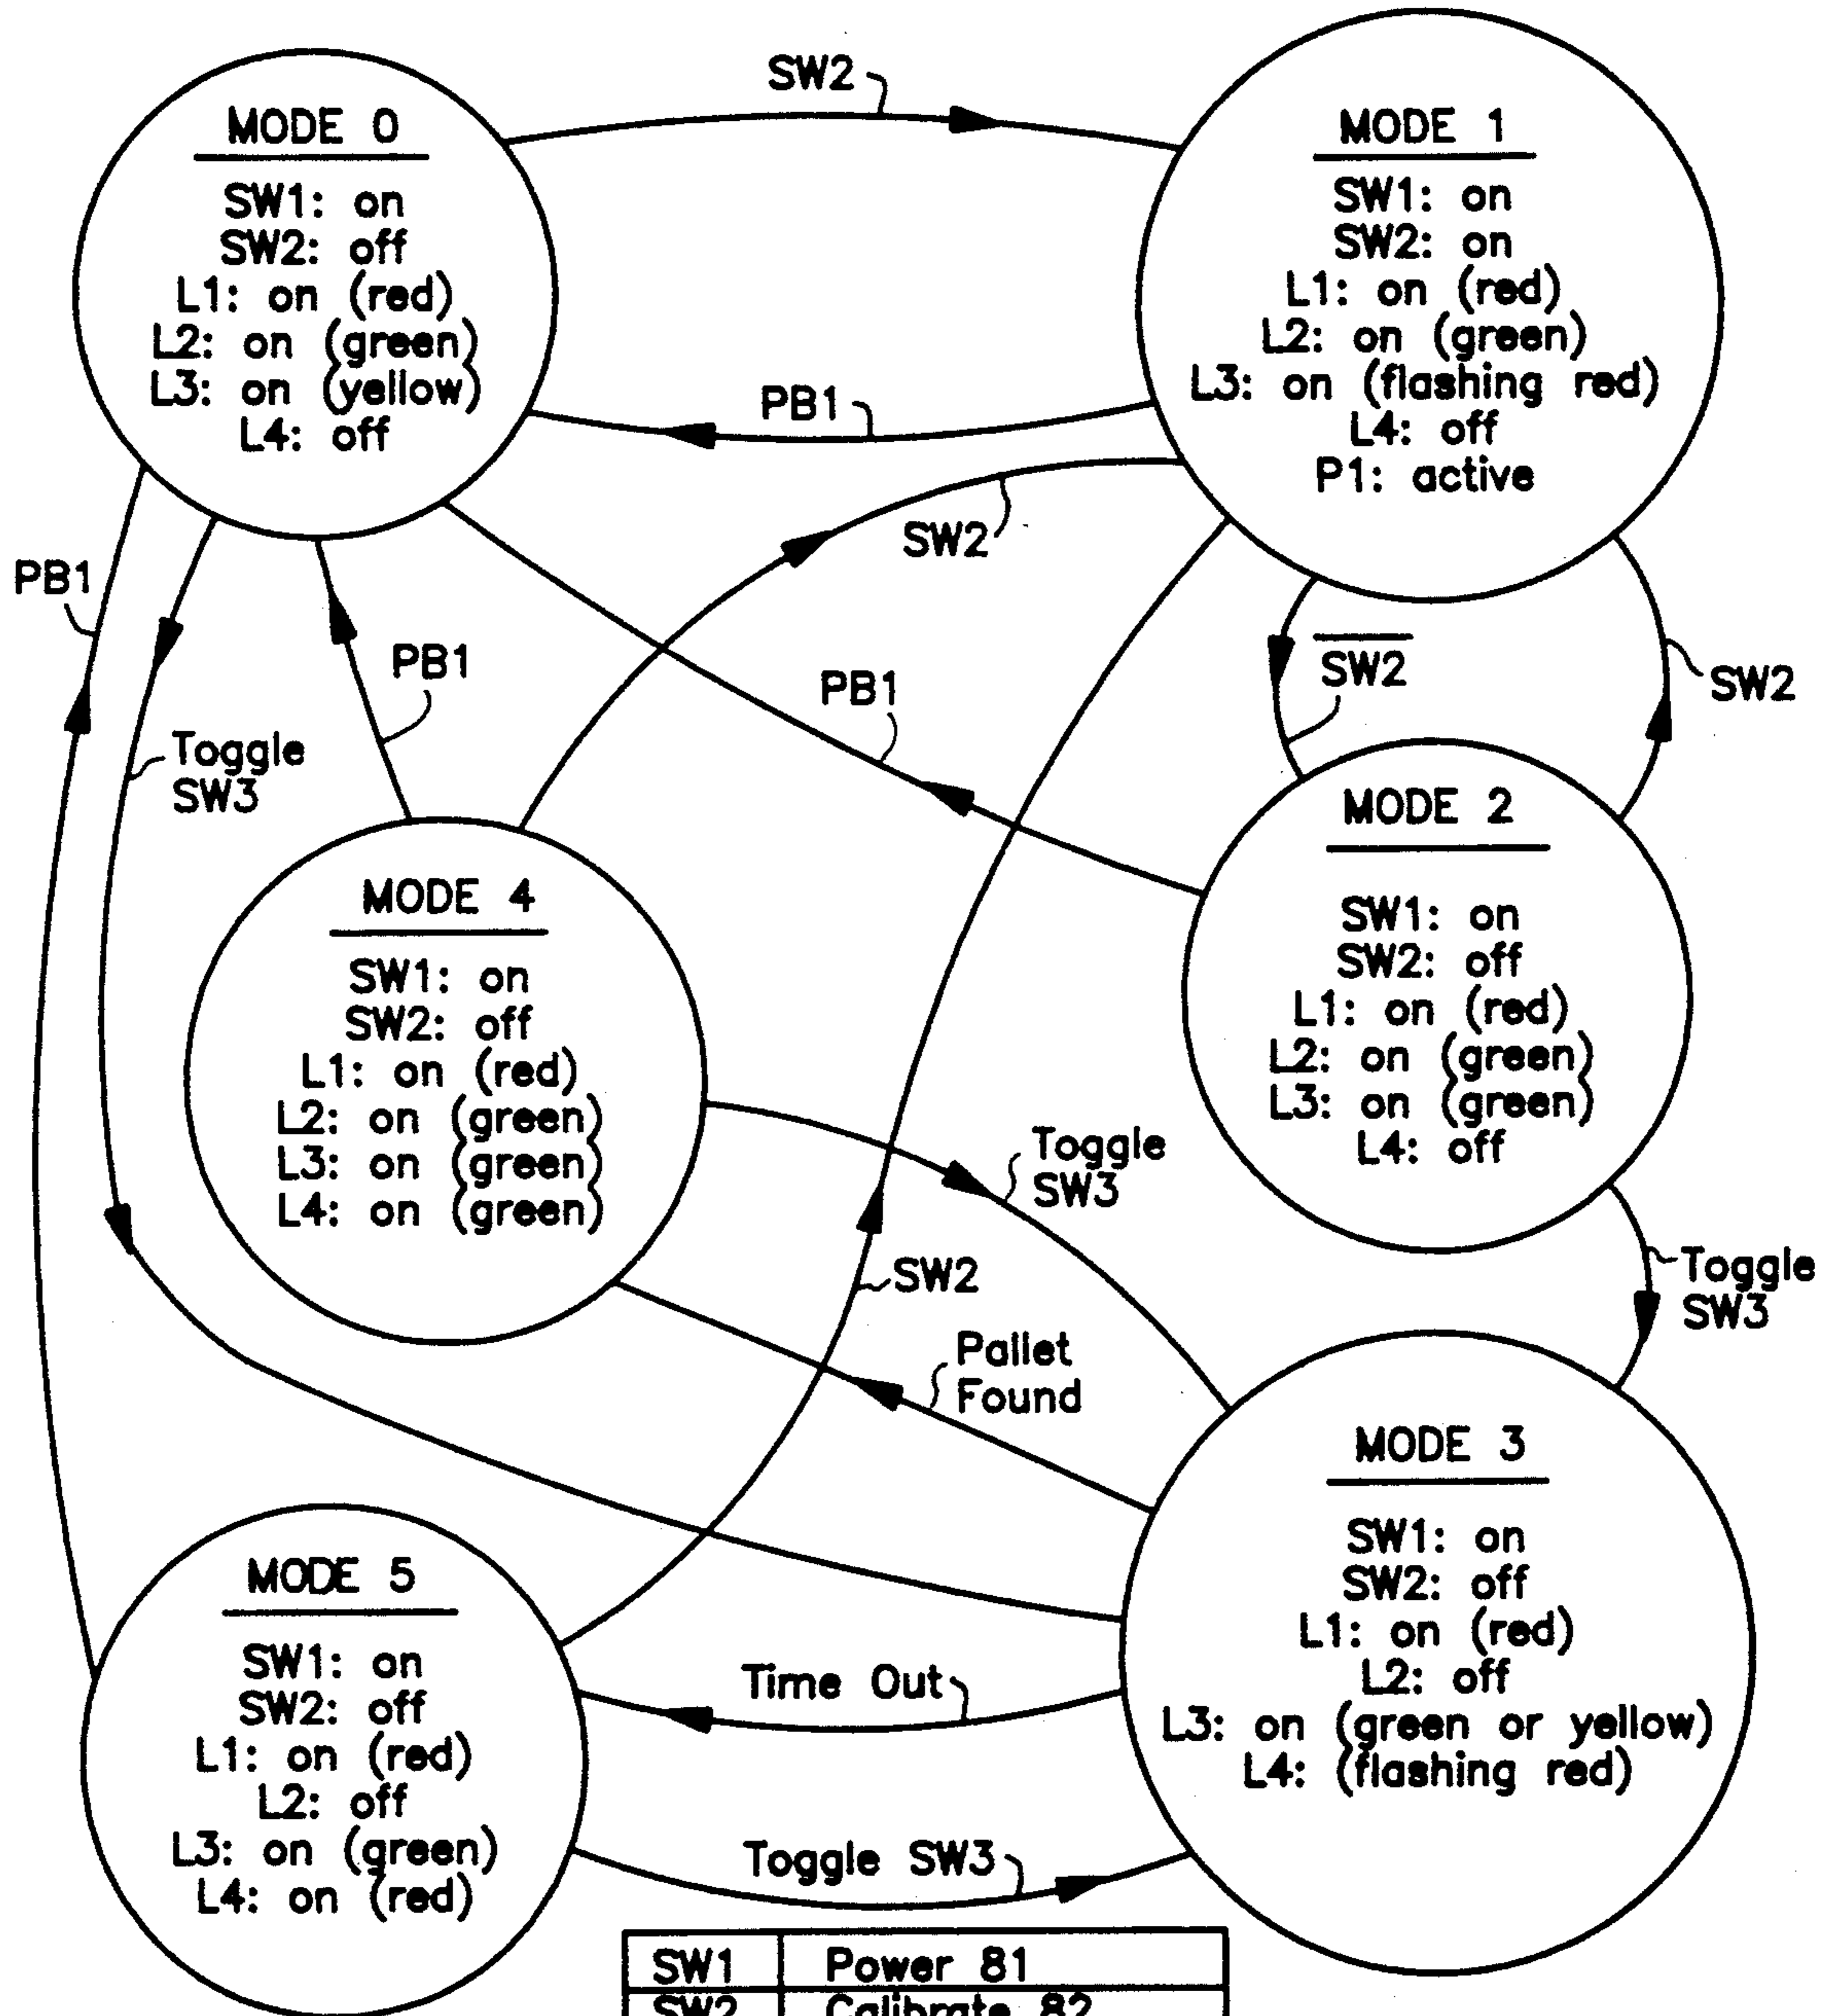 SW2
MODE 0
SW1: on
SW2: off
L1: on (red)
L2: on (green)
L3: on (yellow)
L4: off
MODE 1
SW1: on
SW2: on
L1: on (red)
L2: on (green)
L3: on (flashing red)
L4: off
P1: active
PB1
SW2
PB1
PB1
Toggle
SW3
PB1
SW2
SW2
MODE 4
SW1: on
SW2: off
L1: on (red)
L2: on (green)
L3: on (green)
L4: on (green)
MODE 2
SW1: on
SW2: off
L1: on (red)
L2: on (green)
L3: on (green)
L4: off
Toggle
SW3
SW2
Toggle
SW3
Pallet
Found
MODE 3
SW1: on
SW2: off
L1: on (red)
L2: off
L3: on (green or yellow)
L4: (flashing red)
MODE 5
SW1: on
SW2: off
L1: on (red)
L2: off
L3: on (green)
L4: on (red)
Time Out
Toggle SW3
SW1 Power 81
SW2 Calibrate 82